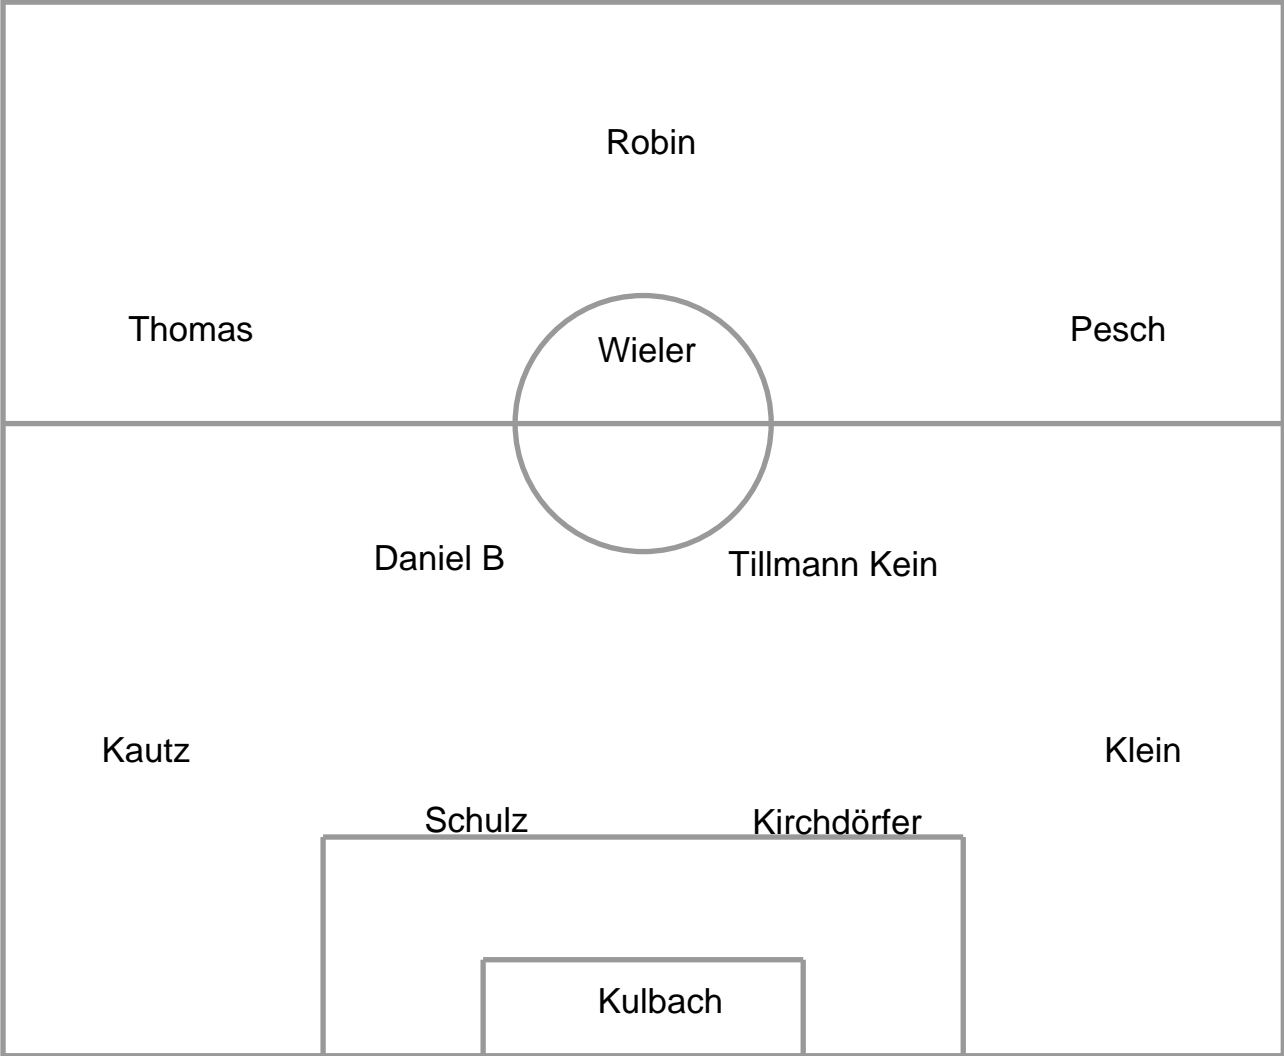 Robin
Thomas
Wieler
Pesch
Daniel B
Tillmann Kein
Kautz
Klein
Schulz
Kirchdörfer
Kulbach